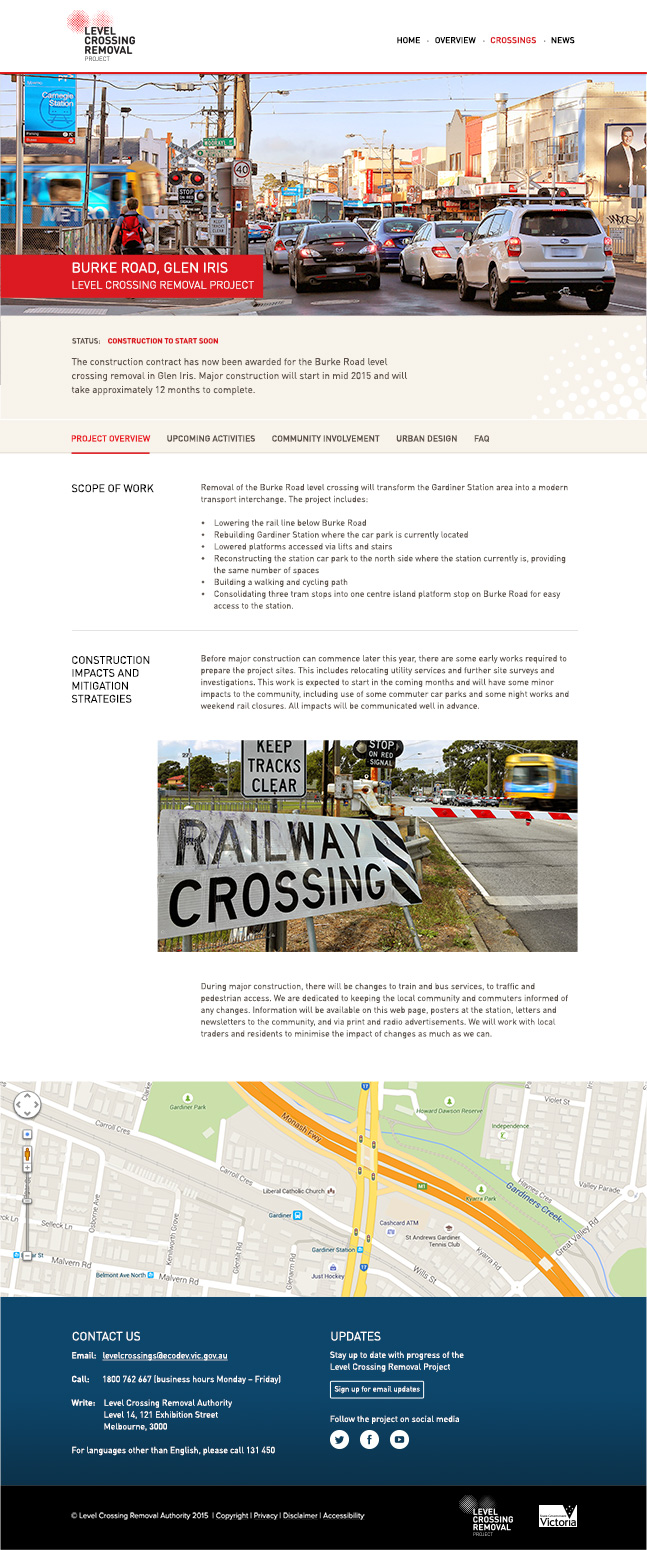 LEVEL
CROSSING
REMOVAL
PROJECT
HOME
OVERVIEW
CROSSINGS
NEWS
Carnegie
Station
STOP
ON RED
SIGNAL
40
KEEP
TRACKS
CLEAR
METRO
BURKE ROAD, GLEN IRIS
LEVEL CROSSING REMOVAL PROJECT
STATUS: CONSTRUCTION TO START SOON
The construction contract has now been awarded for the Burke Road level
crossing removal in Glen Iris. Major construction will start in mid 2015 and will
take approximately 12 months to complete.
PROJECT OVERVIEW
UPCOMING ACTIVITIES
COMMUNITY INVOLVEMENT
URBAN DESIGN
FAQ
SCOPE OF WORK
Removal of the Burke Road level crossing will transform the Gardiner Station area into a modern
transport interchange. The project includes:
• Lowering the rail line below Burke Road
• Rebuilding Gardiner Station where the car park is currently located
• Lowered platforms accessed via lifts and stairs
• Reconstructing the station car park to the north side where the station currently is, providing
the same number of spaces
• Building a walking and cycling path
• Consolidating three tram stops into one centre island platform stop on Burke Road for easy
access to the station.
CONSTRUCTION
IMPACTS AND
MITIGATION
STRATEGIES
Before major construction can commence later this year, there are some early works required to
prepare the project sites. This includes relocating utility services and further site surveys and
investigations. This work is expected to start in the coming months and will have some minor
impacts to the community, including use of some commuter car parks and some night works and
weekend rail closures. All impacts will be communicated well in advance.
KEEP
TRACKS
CLEAR
STOP
ON RED
SIGNAL
RAILWAY
CROSSING
During major construction, there will be changes to train and bus services, to traffic and
pedestrian access. We are dedicated to keeping the local community and commuters informed of
any changes. Information will be available on this web page, posters at the station, letters and
newsletters to the community, and via print and radio advertisements. We will work with local
traders and residents to minimise the impact of changes as much as we can.
Gardiner Park
Howard Dawson Reserve
Violet St
Carroll Cres
Monash Fwy
Independence
Carroll Cres
Haynes Cres
Valley Parade
Liberal Catholic Church
M1
Kyarra Park
Gardiners Creek
Osborne Ave
Selleck Ln
Kenilworth Grove
Gardiner
Cashcard ATM
St Andrews Gardiner
Tennis Club
Great Valley Rd
Glenarm Rd
Gardiner Station
Kyarra Rd
Malvern Rd
Belmont Ave North
Malvern Rd
Just Hockey
Wills St
CONTACT US
Email: levelcrossings@ecodev.vic.gov.au
Call: 1800 762 667 (business hours Monday – Friday)
Write: Level Crossing Removal Authority
Level 14, 121 Exhibition Street
Melbourne, 3000
For languages other than English, please call 131 450
UPDATES
Stay up to date with progress of the
Level Crossing Removal Project
Sign up for email updates
Follow the project on social media
© Level Crossing Removal Authority 2015 | Copyright | Privacy | Disclaimer | Accessibility
LEVEL
CROSSING
REMOVAL
PROJECT
Victoria